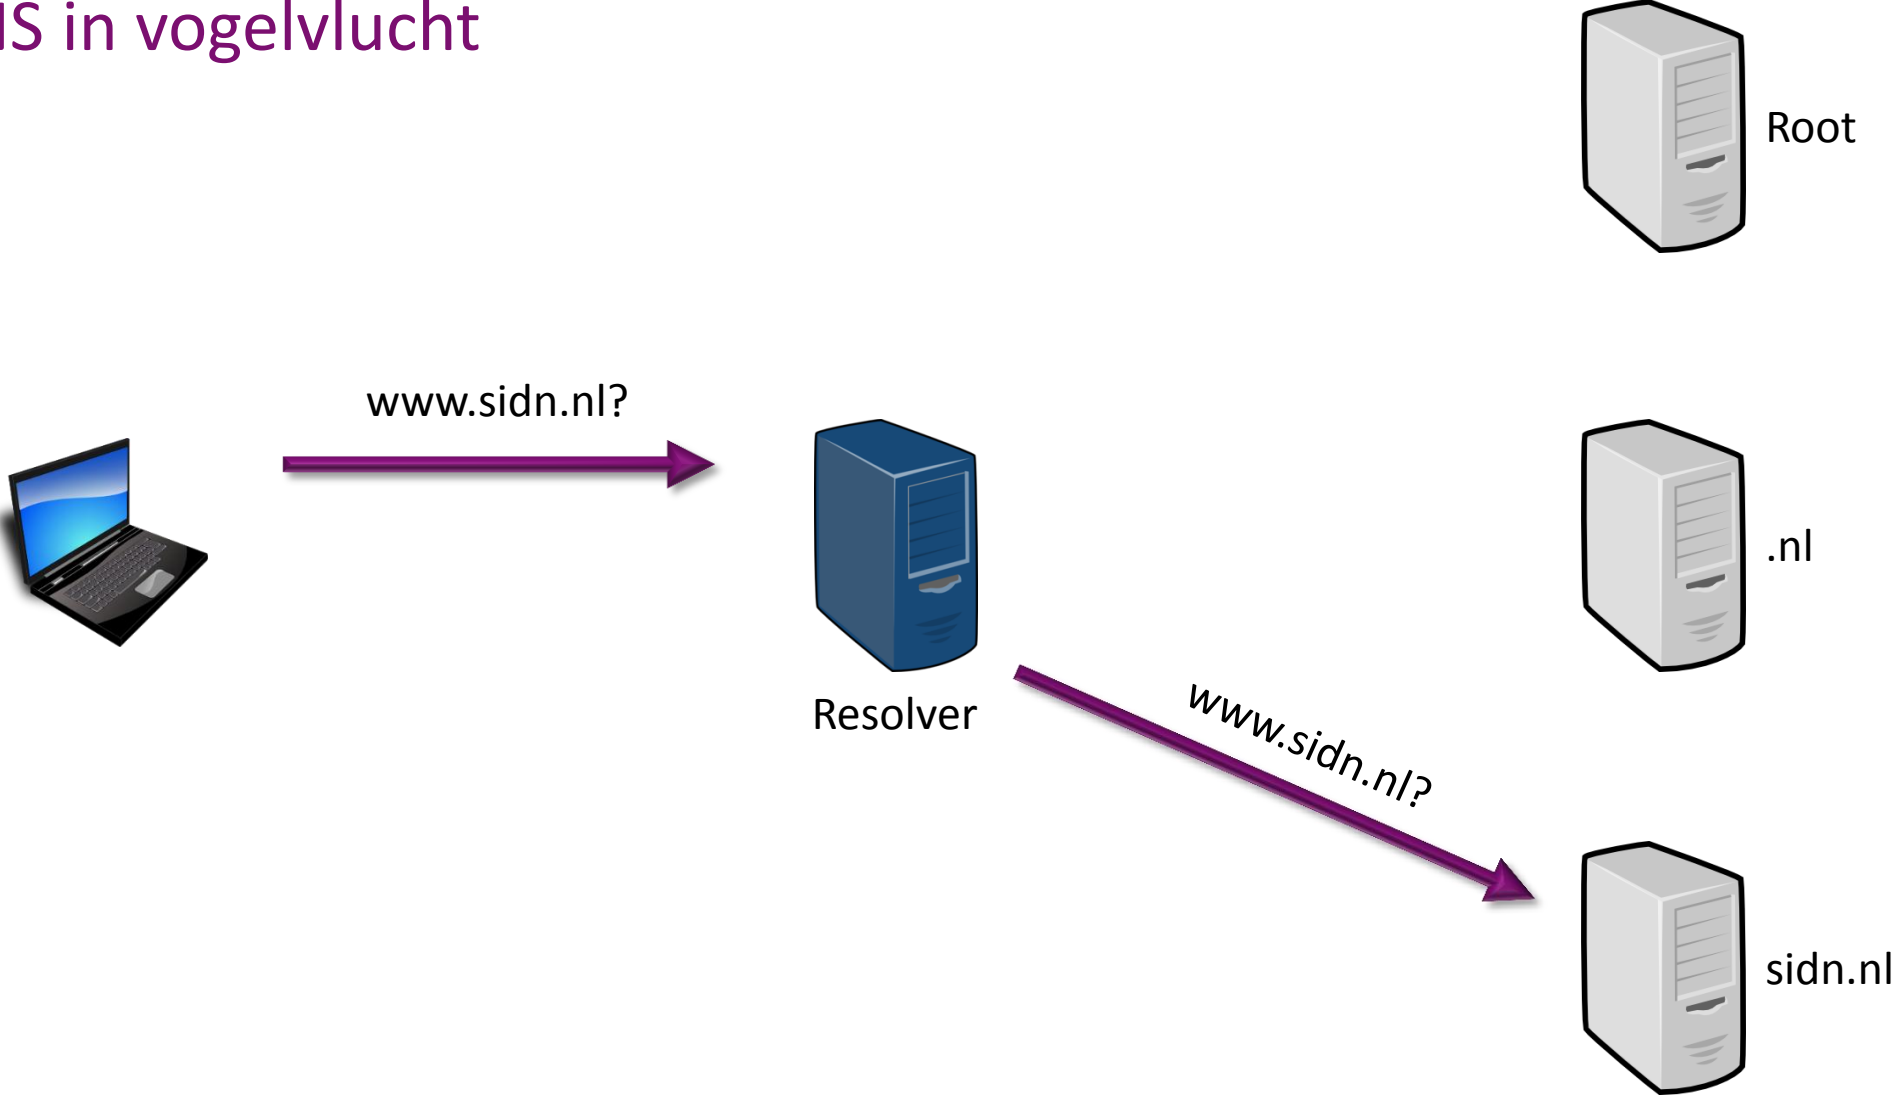 IS in vogelvlucht
Root
www.sidn.nl?
.nl
Resolver
www.sidn.nl?
sidn.nl